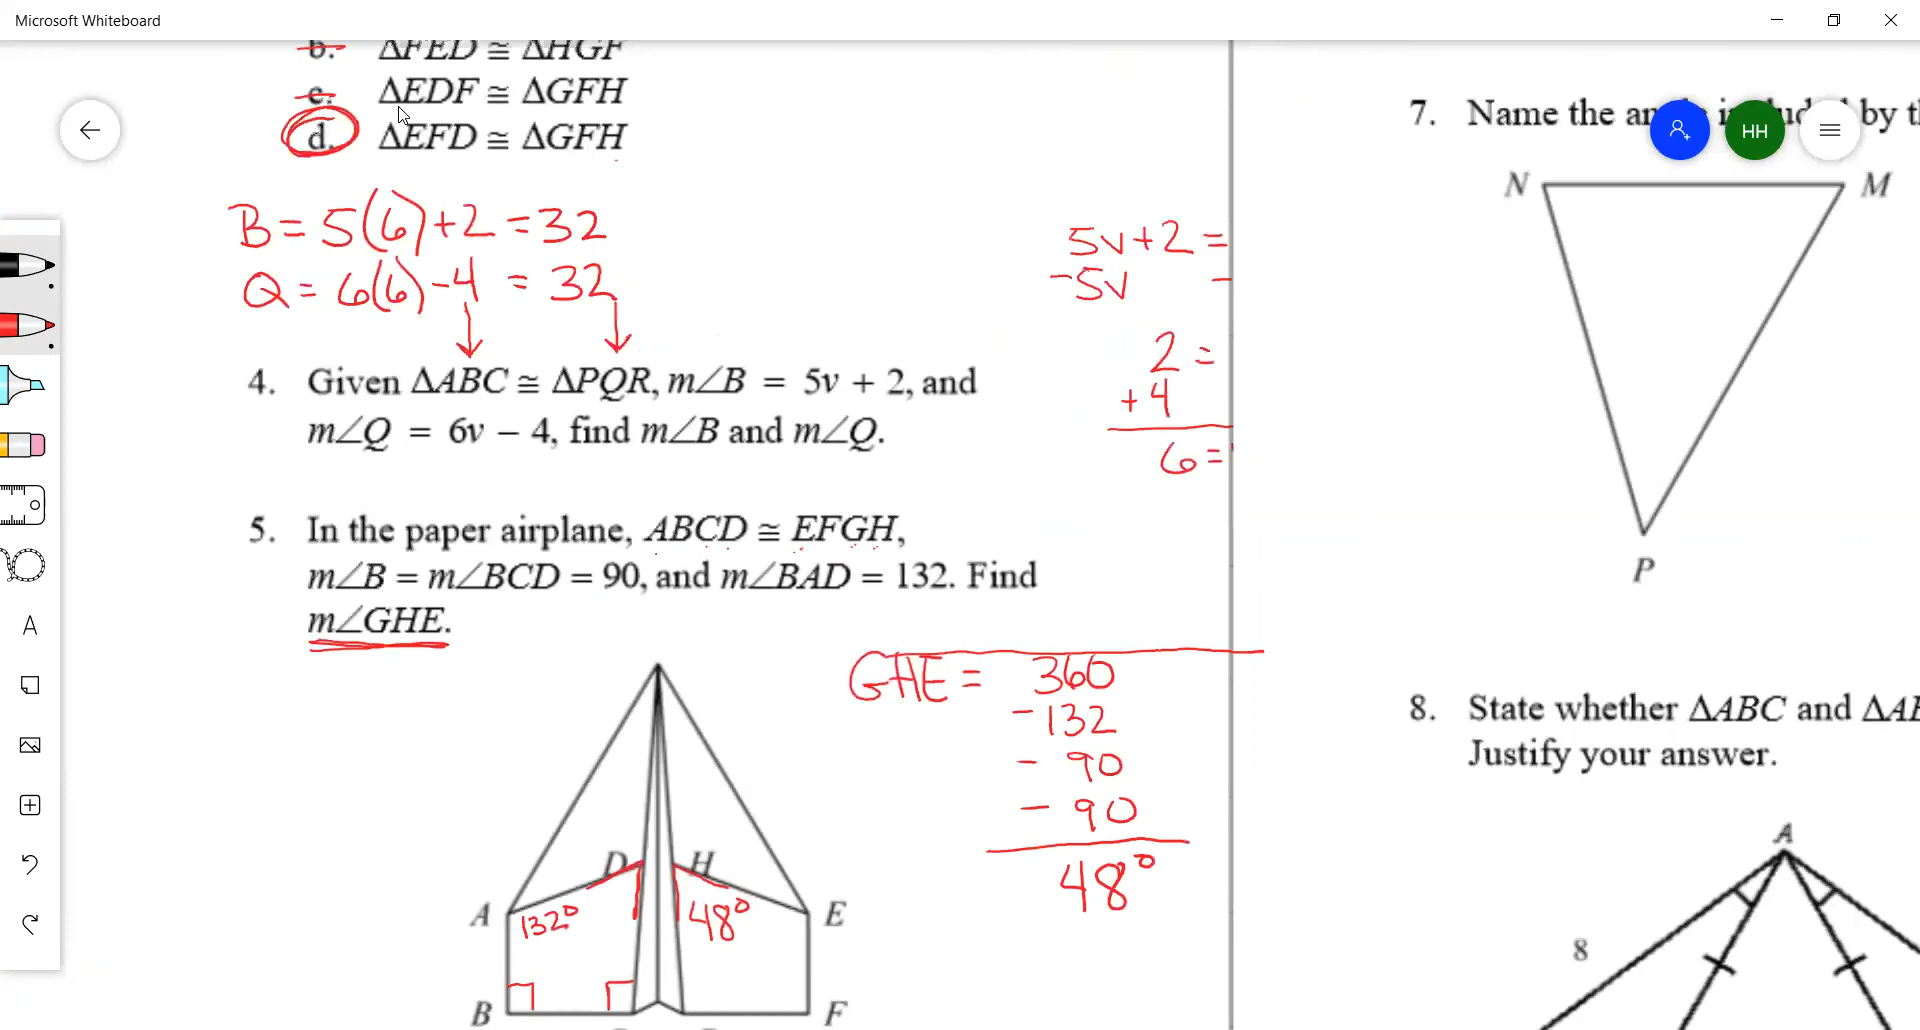 Microsoft Whiteboard
b. ΔFED ≅ ΔHGF
c. ΔEDF ≅ ΔGFH
d. ΔEFD ≅ ΔGFH
B = 5(6) + 2 = 32
Q = 6(6) - 4 = 32
4. Given ΔABC ≅ ΔPQR, m∠B = 5v + 2, and
m∠Q = 6v − 4, find m∠B and m∠Q.
5v + 2 =
-5v -
2 =
+ 4
6 =
5. In the paper airplane, ABCD ≅ EFGH,
m∠B = m∠BCD = 90, and m∠BAD = 132. Find
m∠GHE.
GHE = 360
- 132
- 90
- 90
48°
D H
A 132° 48° E
B F
7. Name the by
HH
N M
P
8. State whether ΔABC and
Justify your answer.
A
8
A